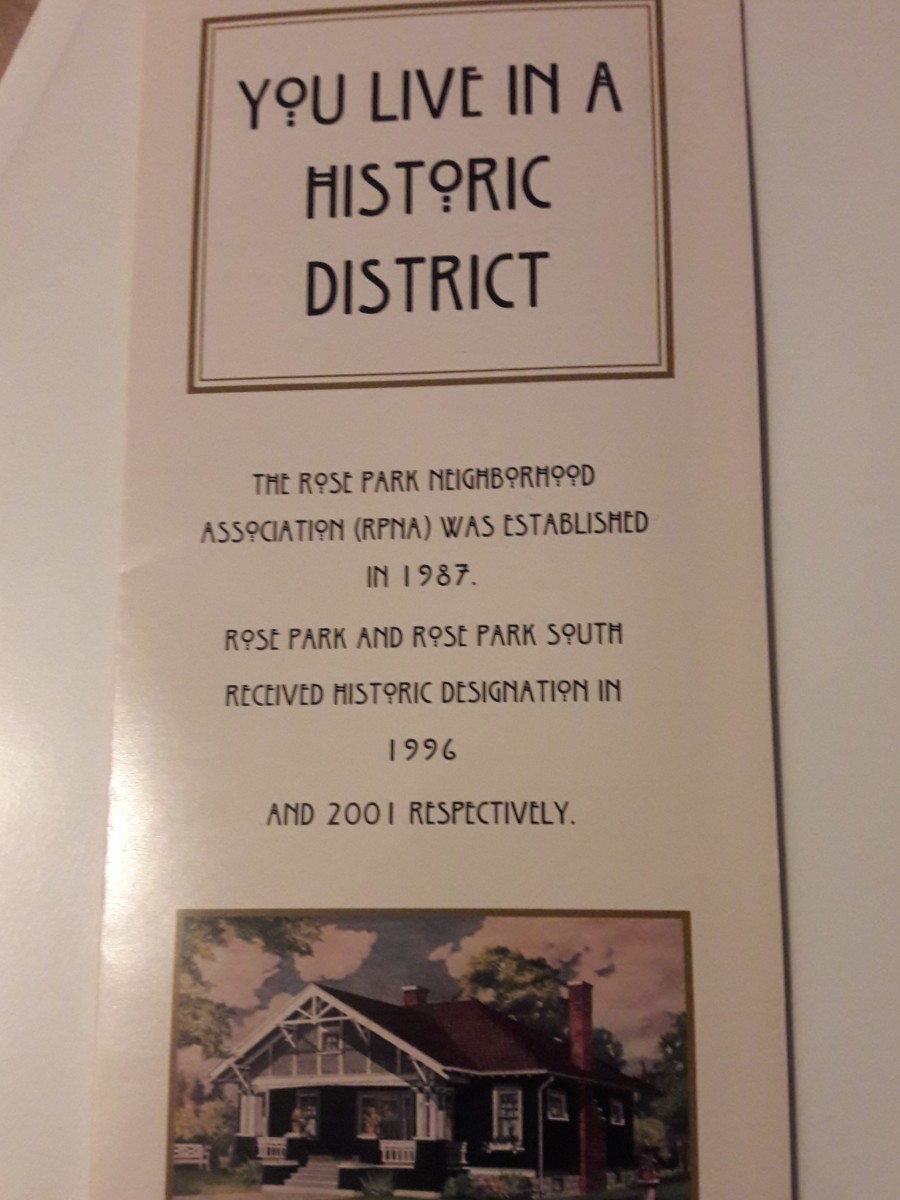 YOU LIVE IN A
HISTORIC
DISTRICT
THE ROSE PARK NEIGHBORHOOD
ASSOCIATION (RPNA) WAS ESTABLISHED
IN 1987.
ROSE PARK AND ROSE PARK SOUTH
RECEIVED HISTORIC DESIGNATION IN
1996
AND 2001 RESPECTIVELY.